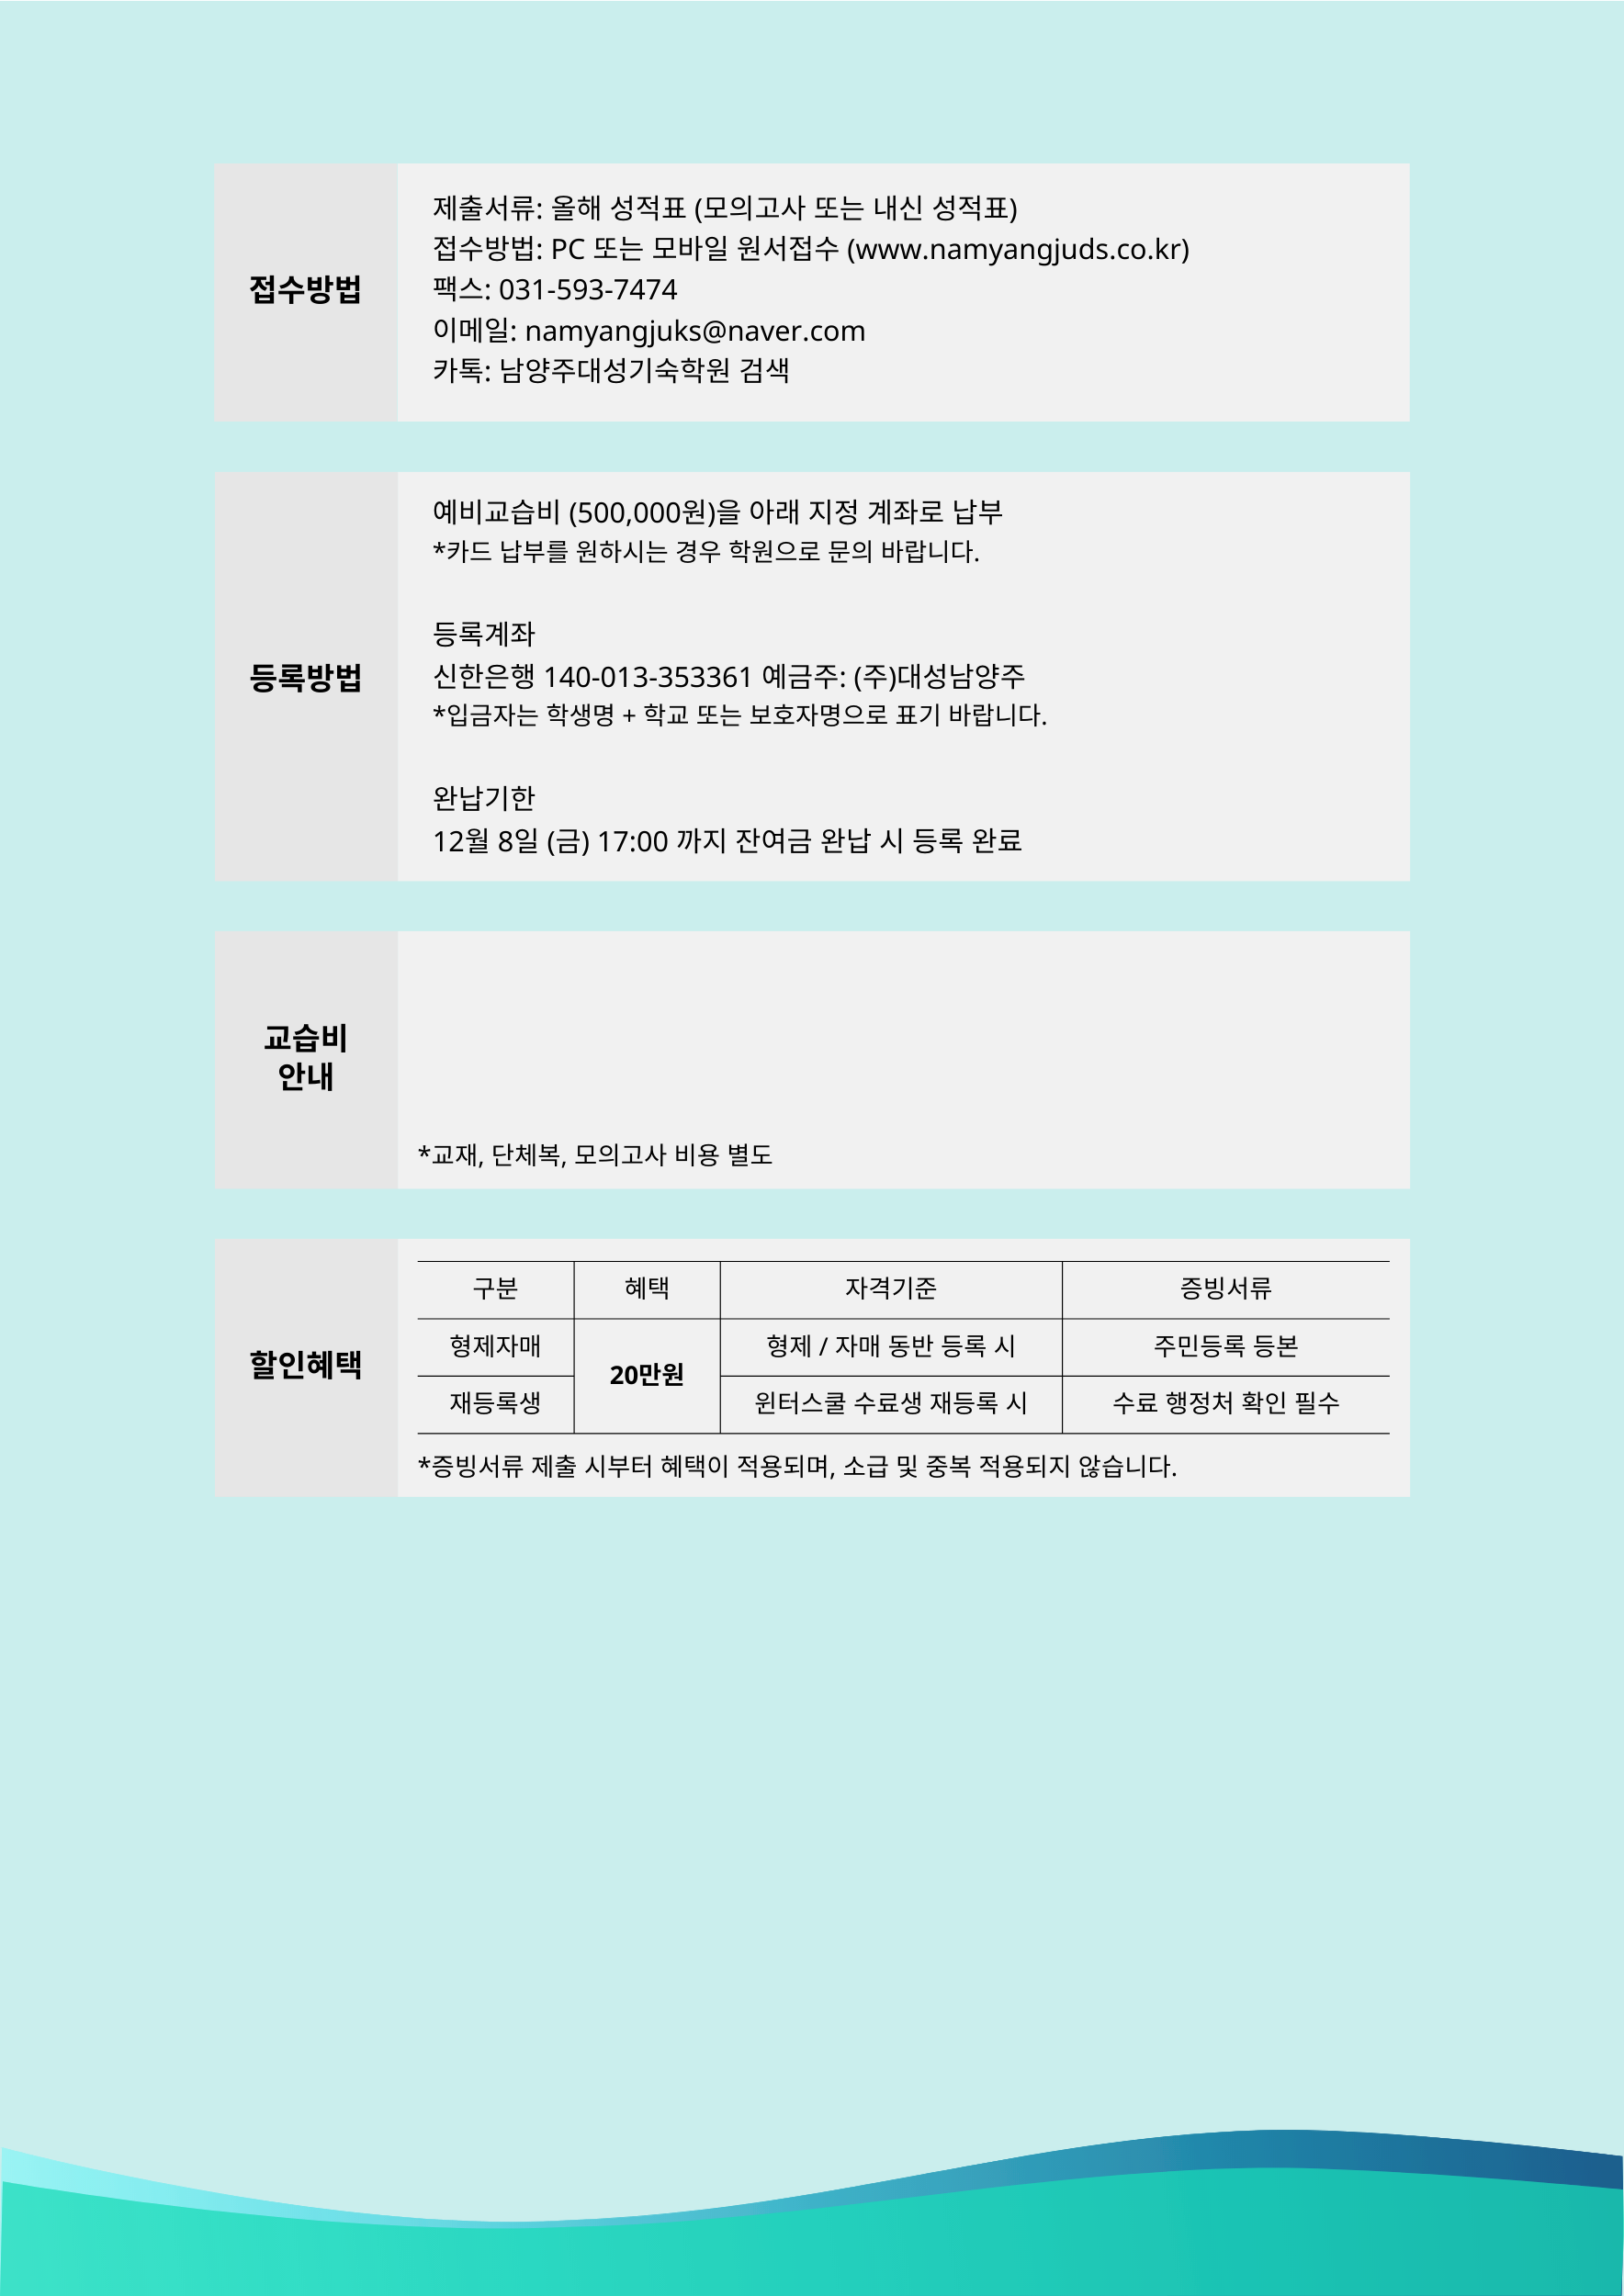 접수방법
제출서류: 올해 성적표 (모의고사 또는 내신 성적표)
접수방법: PC 또는 모바일 원서접수 (www.namyangjuds.co.kr)
팩스: 031-593-7474
이메일: namyangjuks@naver.com
카톡: 남양주대성기숙학원 검색
등록방법
예비교습비 (500,000원)을 아래 지정 계좌로 납부
*카드 납부를 원하시는 경우 학원으로 문의 바랍니다.
등록계좌
신한은행 140-013-353361 예금주: (주)대성남양주
*입금자는 학생명 + 학교 또는 보호자명으로 표기 바랍니다.
완납기한
12월 8일 (금) 17:00 까지 잔여금 완납 시 등록 완료
교습비
안내
*교재, 단체복, 모의고사 비용 별도
할인혜택
구분 혜택 자격기준 증빙서류
형제자매 20만원 형제 / 자매 동반 등록 시 주민등록 등본
재등록생 윈터스쿨 수료생 재등록 시 수료 행정처 확인 필수
*증빙서류 제출 시부터 혜택이 적용되며, 소급 및 중복 적용되지 않습니다.